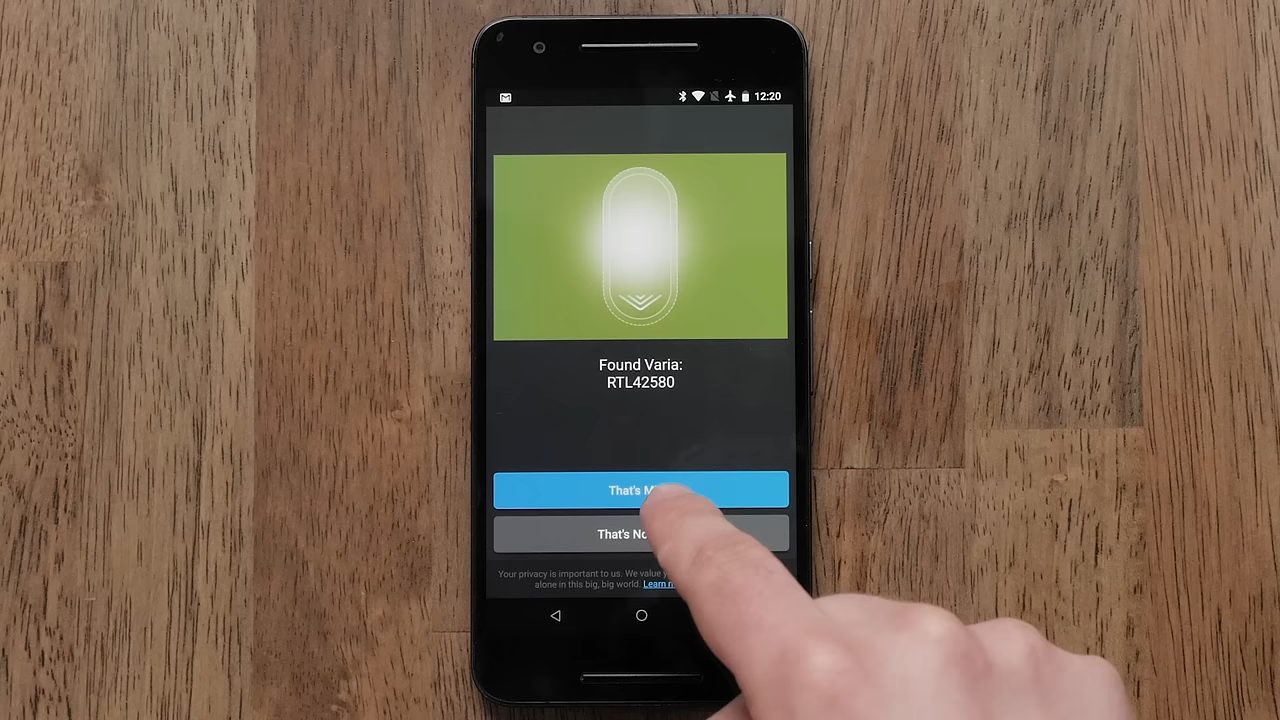 12:20
Found Varia:
RTL42580
That's
That's
Your privacy is important to us. We value
alone in this big, big world. Learn